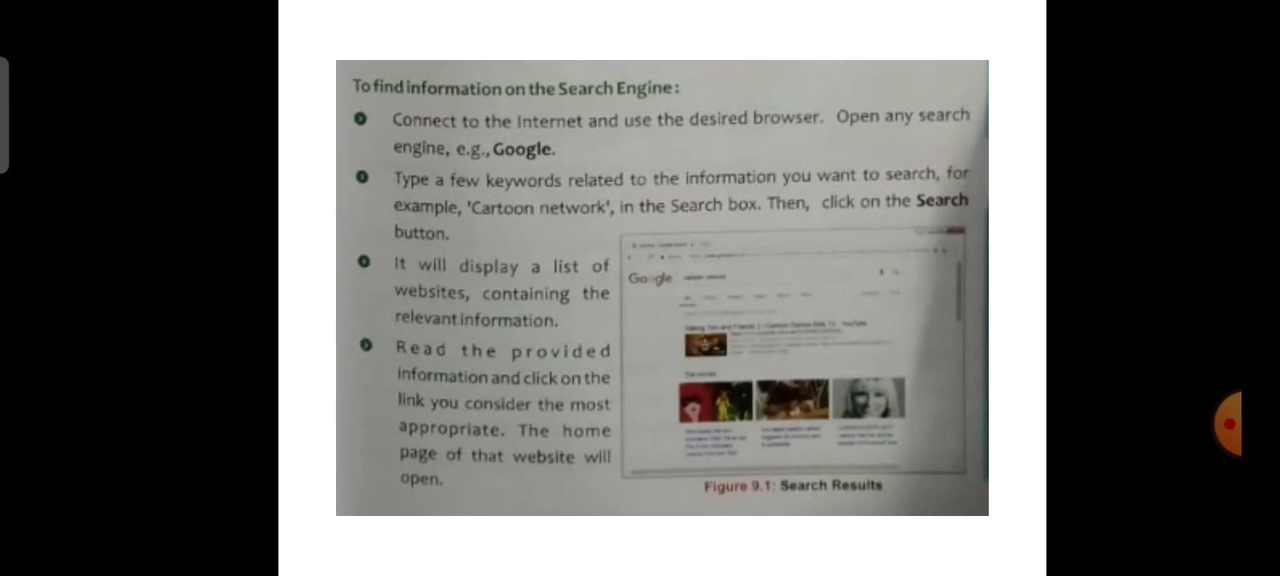 To find information on the Search Engine:
Connect to the Internet and use the desired browser. Open any search
engine, e.g., Google.
Type a few keywords related to the information you want to search, for
example, 'Cartoon network', in the Search box. Then, click on the Search
button.
It will display a list of
websites, containing the
relevant information.
Read the provided
information and click on the
link you consider the most
appropriate. The home
page of that website will
open.
Google
Figure 9.1: Search Results